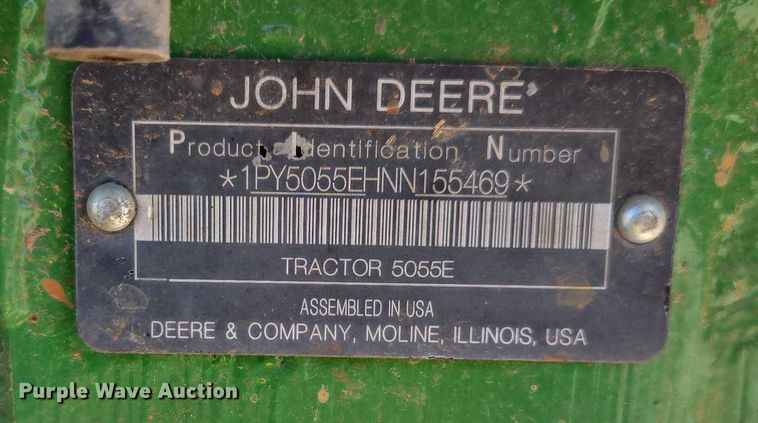 JOHN DEERE
Product Identification Number
*1PY5055EHNN155469*
TRACTOR 5055E
ASSEMBLED IN USA
DEERE & COMPANY, MOLINE, ILLINOIS, USA
Purple Wave Auction